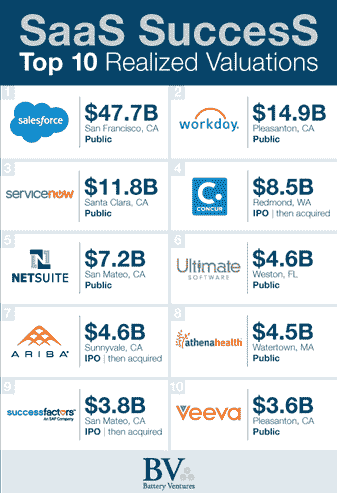 SaaS SuccesS
Top 10 Realized Valuations
1
salesforce
$47.7B
San Francisco, CA
Public
2
workday.
$14.9B
Pleasanton, CA
Public
3
servicenow
$11.8B
Santa Clara, CA
Public
4
C.
CONCUR
$8.5B
Redmond, WA
IPO | then acquired
5
N
NETSUITE
$7.2B
San Mateo, CA
Public
6
Ultimate
SOFTWARE
$4.6B
Weston, FL
Public
7
ARIBA
$4.6B
Sunnyvale, CA
IPO | then acquired
8
athenahealth
$4.5B
Watertown, MA
Public
9
successfactors™
An SAP Company
$3.8B
San Mateo, CA
IPO | then acquired
10
veeva
$3.6B
Pleasanton, CA
Public
BV
Battery Ventures